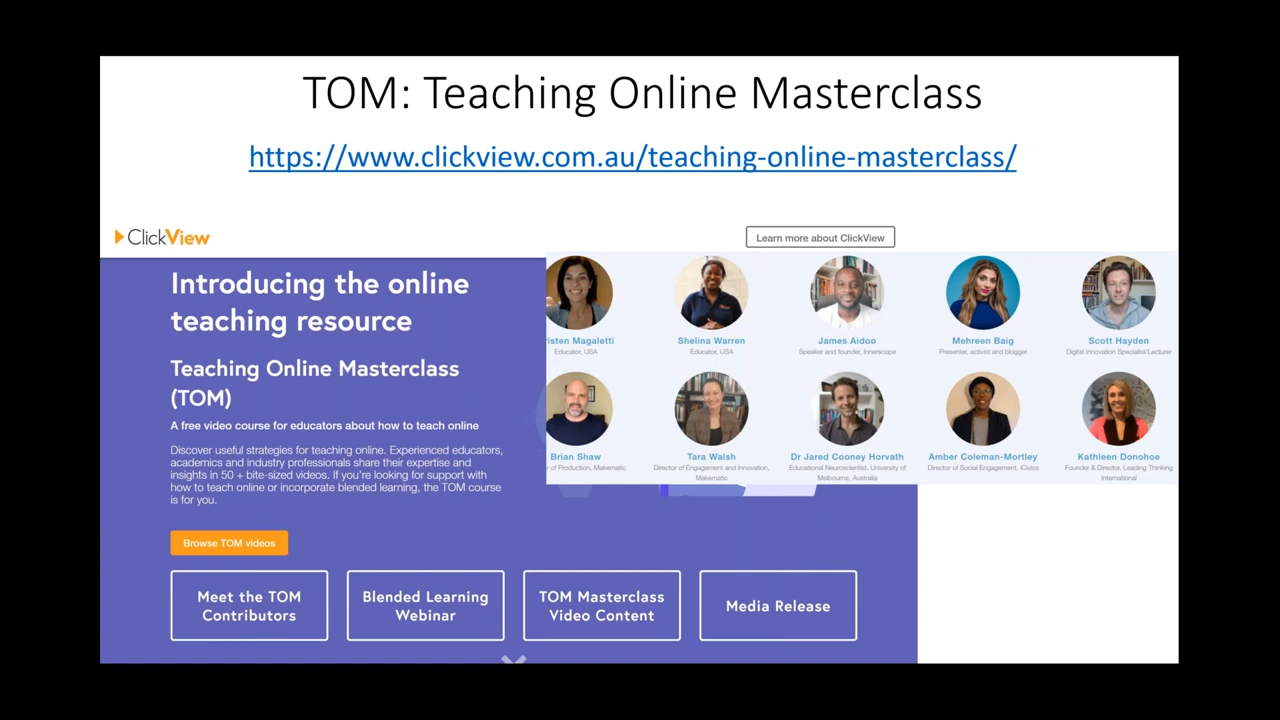 TOM: Teaching Online Masterclass
https://www.clickview.com.au/teaching-online-masterclass/
ClickView
Learn more about ClickView
Introducing the online
teaching resource
Teaching Online Masterclass
(TOM)
A free video course for educators about how to teach online
Discover useful strategies for teaching online. Experienced educators,
academics and industry professionals share their expertise and
insights in 50 + bite-sized videos. If you're looking for support with
how to teach online or incorporate blended learning, the TOM course
is for you.
Browse TOM videos
risten Magaletti
Educator, USA
Shelina Warren
Educator, USA
James Aidoo
Speaker and founder, Innerscope
Mehreen Baig
Presenter, activist and blogger
Scott Hayden
Digital Innovation Specialist/Lecturer
Brian Shaw
r of Production, Makematic
Tara Walsh
Director of Engagement and Innovation,
Makematic
Dr Jared Cooney Horvath
Educational Neuroscientist, University of
Melbourne, Australia
Amber Coleman-Mortley
Director of Social Engagement, iCivics
Kathleen Donohoe
Founder & Director, Leading Thinking
International
Meet the TOM
Contributors
Blended Learning
Webinar
TOM Masterclass
Video Content
Media Release